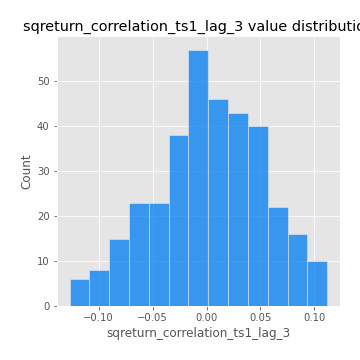 sqreturn_correlation_ts1_lag_3 value distributio
Count
50
40
30
20
10
0
−0.10 −0.05 0.00 0.05 0.10
sqreturn_correlation_ts1_lag_3